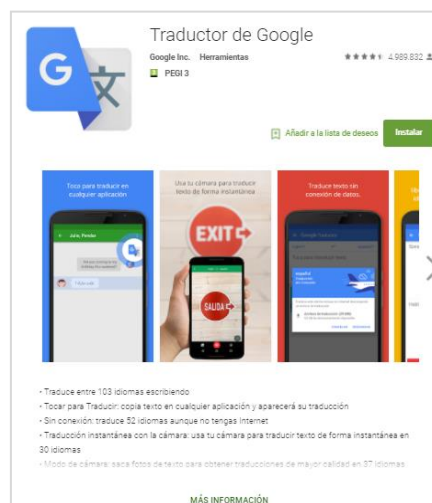 Traductor de Google
Google Inc. Herramientas
4.989.832
PEGI 3
Añadir a la lista de deseos
Instalar
Toca para traducir en
cualquier aplicación
Usa tu cámara para traducir
texto de forma instantánea
Traduce texto sin
conexión de datos.
EXIT
SALIDA
español
- Traduce entre 103 idiomas escribiendo
- Tocar para Traducir: copia texto en cualquier aplicación y aparecerá su traducción
- Sin conexión: traduce 52 idiomas aunque no tengas Internet
- Traducción instantánea con la cámara: usa tu cámara para traducir texto de forma instantánea en
30 idiomas
- Modo de cámara: saca fotos de texto para obtener traducciones de mayor calidad en 37 idiomas
MÁS INFORMACIÓN